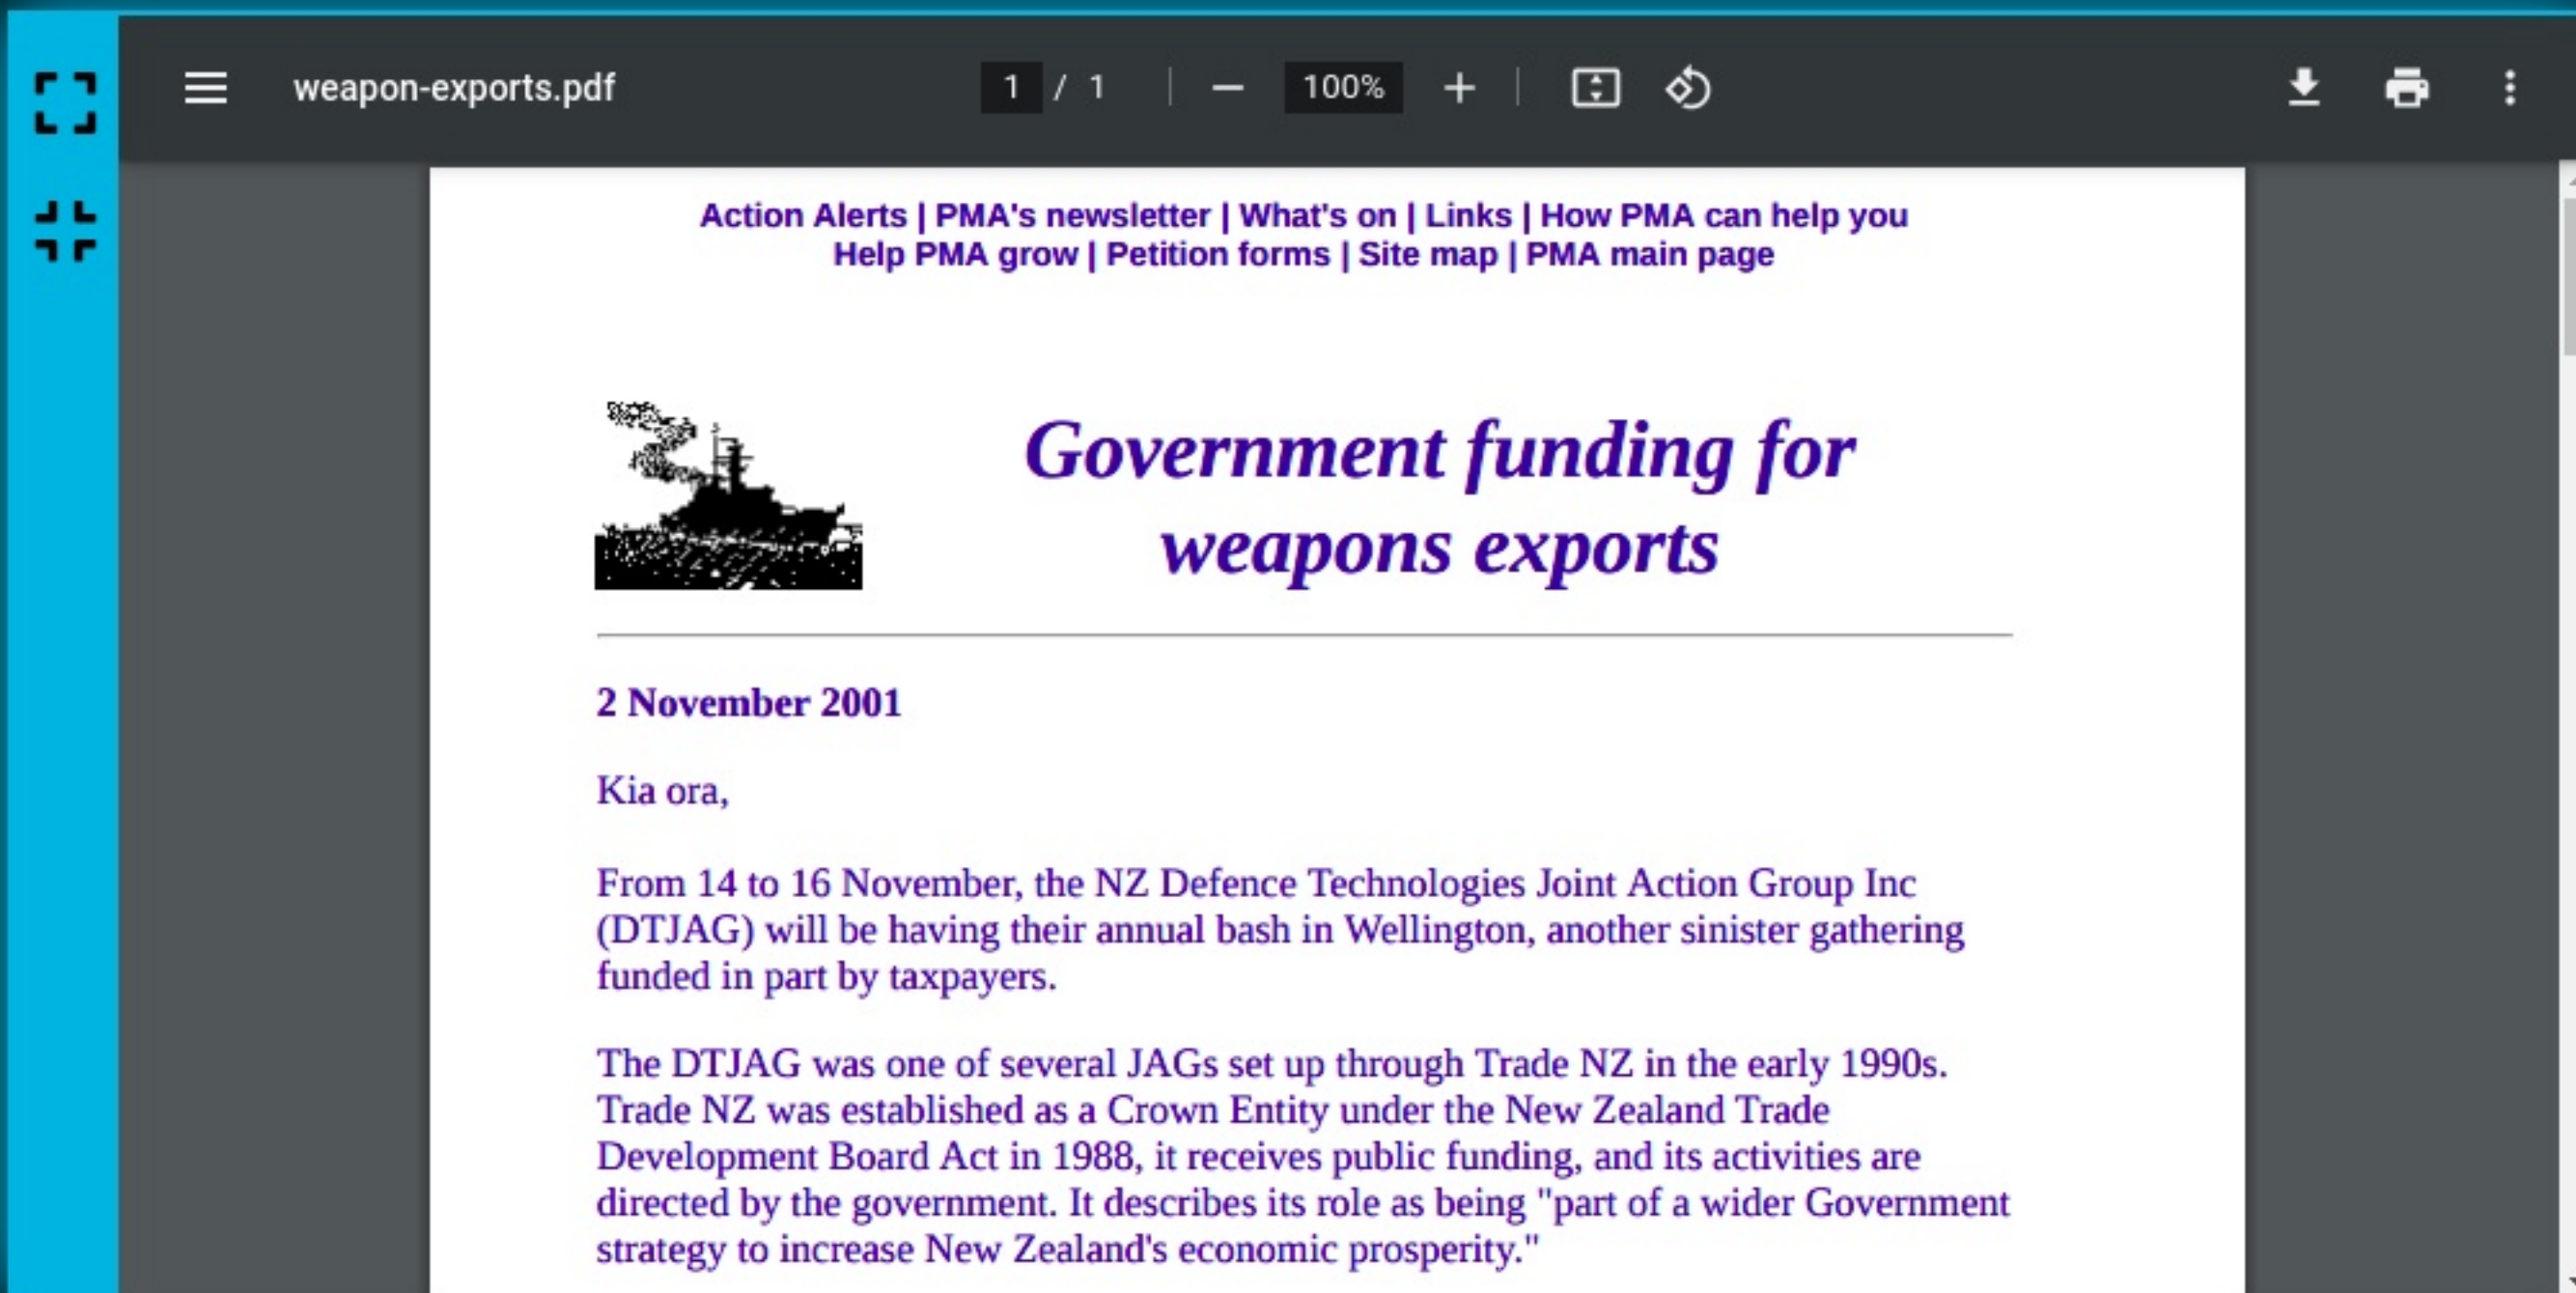 weapon-exports.pdf
1 / 1
100%
Action Alerts | PMA's newsletter | What's on | Links | How PMA can help you
Help PMA grow | Petition forms | Site map | PMA main page
Government funding for
weapons exports
2 November 2001
Kia ora,
From 14 to 16 November, the NZ Defence Technologies Joint Action Group Inc
(DTJAG) will be having their annual bash in Wellington, another sinister gathering
funded in part by taxpayers.
The DTJAG was one of several JAGs set up through Trade NZ in the early 1990s.
Trade NZ was established as a Crown Entity under the New Zealand Trade
Development Board Act in 1988, it receives public funding, and its activities are
directed by the government. It describes its role as being "part of a wider Government
strategy to increase New Zealand's economic prosperity."